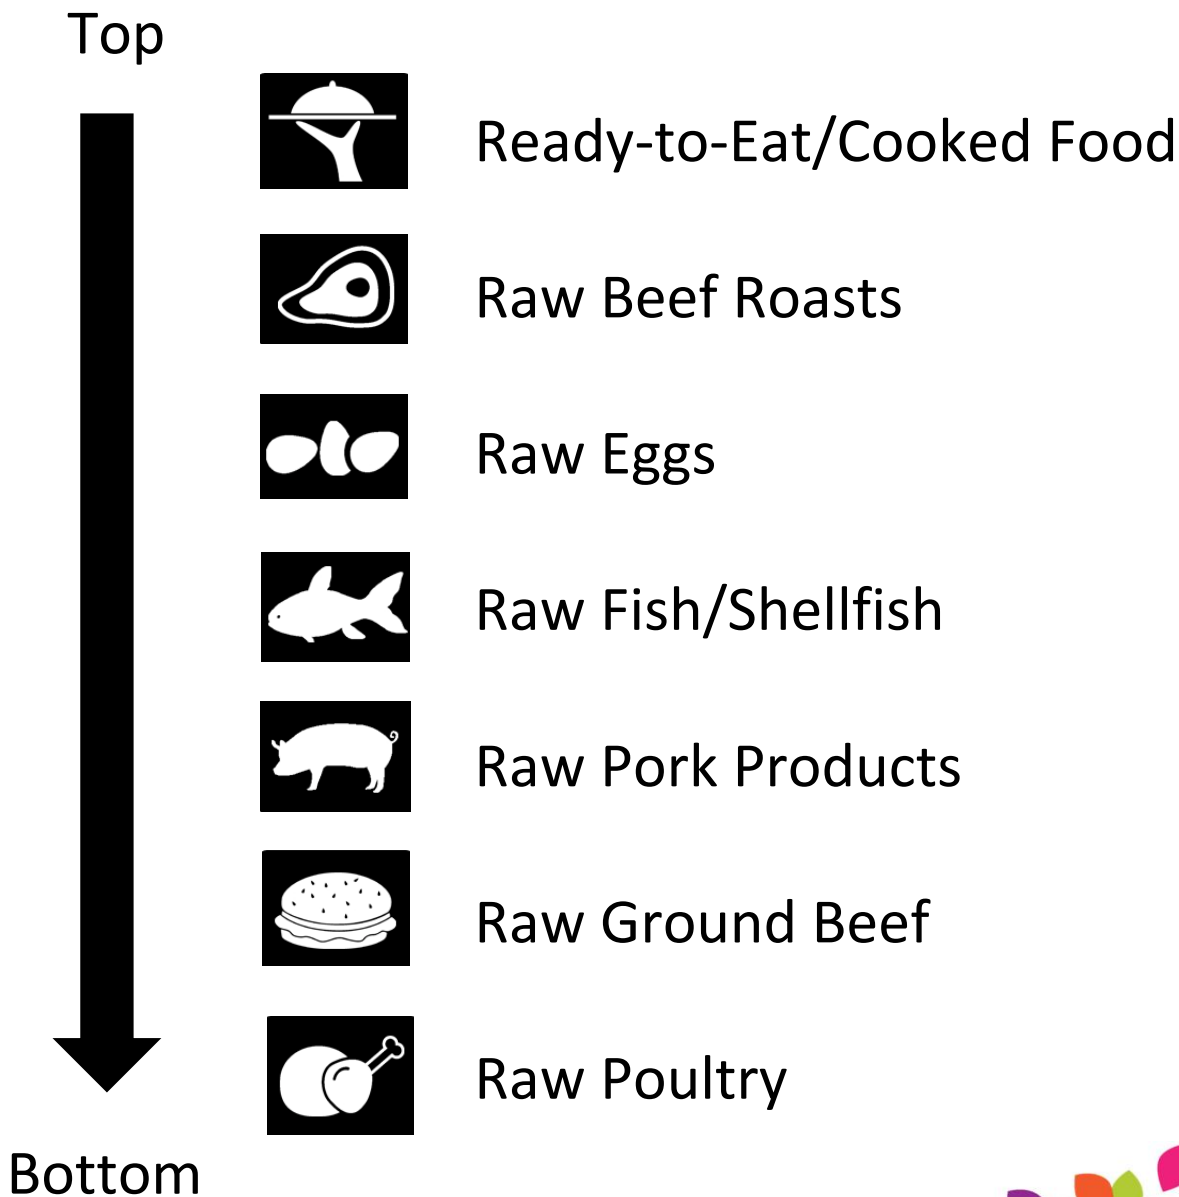 Top
Ready-to-Eat/Cooked Food
Raw Beef Roasts
Raw Eggs
Raw Fish/Shellfish
Raw Pork Products
Raw Ground Beef
Raw Poultry
Bottom